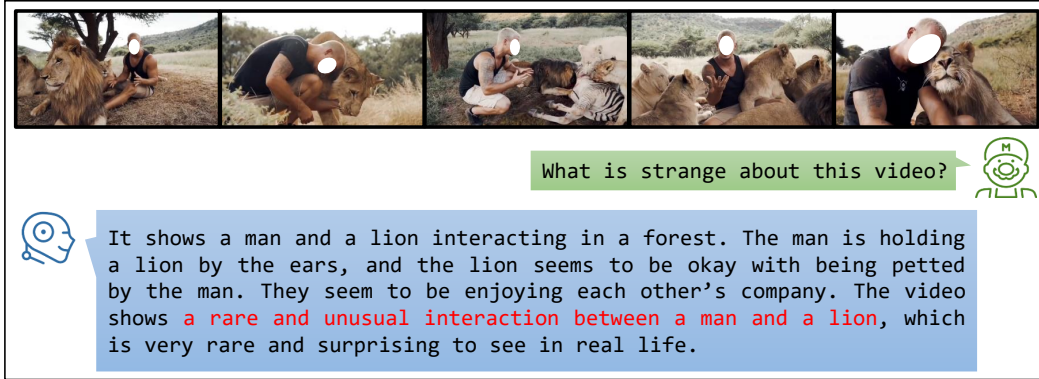 What is strange about this video?
M
It shows a man and a lion interacting in a forest. The man is holding
a lion by the ears, and the lion seems to be okay with being petted
by the man. They seem to be enjoying each other’s company. The video
shows a rare and unusual interaction between a man and a lion, which
is very rare and surprising to see in real life.